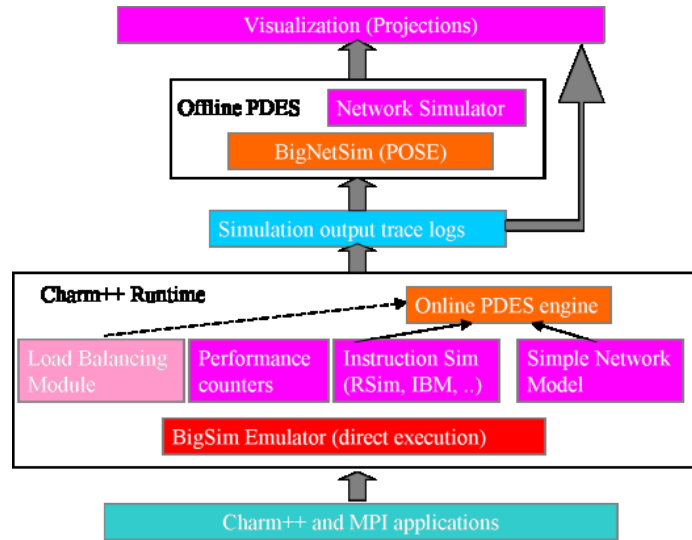 Visualization (Projections)
Offline PDES
Network Simulator
BigNetSim (POSE)
Simulation output trace logs
Charm++ Runtime
Online PDES engine
Load Balancing
Module
Performance
counters
Instruction Sim
(RSim, IBM, ..)
Simple Network
Model
BigSim Emulator (direct execution)
Charm++ and MPI applications